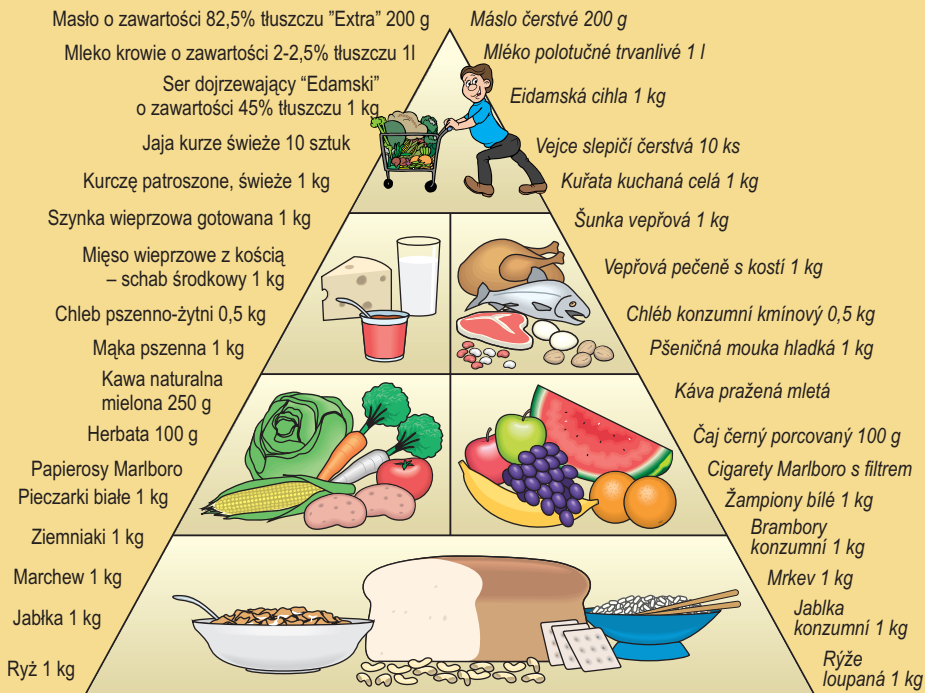 Masło o zawartości 82,5% tłuszczu ”Extra” 200 g
Mleko krowie o zawartości 2-2,5% tłuszczu 1l
Ser dojrzewający “Edamski”
o zawartości 45% tłuszczu 1 kg
Jaja kurze świeże 10 sztuk
Kurczę patroszone, świeże 1 kg
Szynka wieprzowa gotowana 1 kg
Mięso wieprzowe z kością
– schab środkowy 1 kg
Chleb pszenno-żytni 0,5 kg
Mąka pszenna 1 kg
Kawa naturalna
mielona 250 g
Herbata 100 g
Papierosy Marlboro
Pieczarki białe 1 kg
Ziemniaki 1 kg
Marchew 1 kg
Jabłka 1 kg
Ryż 1 kg
Máslo čerstvé 200 g
Mléko polotučné trvanlivé 1 l
Eidamská cihla 1 kg
Vejce slepičí čerstvá 10 ks
Kuřata kuchaná celá 1 kg
Šunka vepřová 1 kg
Vepřová pečeně s kostí 1 kg
Chléb konzumní kmínový 0,5 kg
Pšeničná mouka hladká 1 kg
Káva pražená mletá
Čaj černý porcovaný 100 g
Cigarety Marlboro s filtrem
Žampiony bílé 1 kg
Brambory
konzumní 1 kg
Mrkev 1 kg
Jablka
konzumní 1 kg
Rýže
loupaná 1 kg